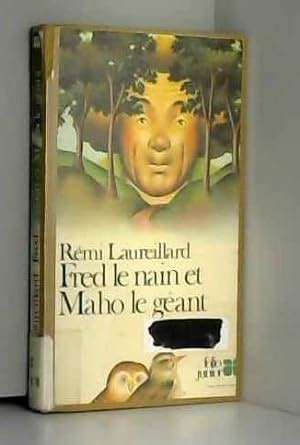 Rémi Laureillard
Fred le nain et
Maho le géant
folio
junior